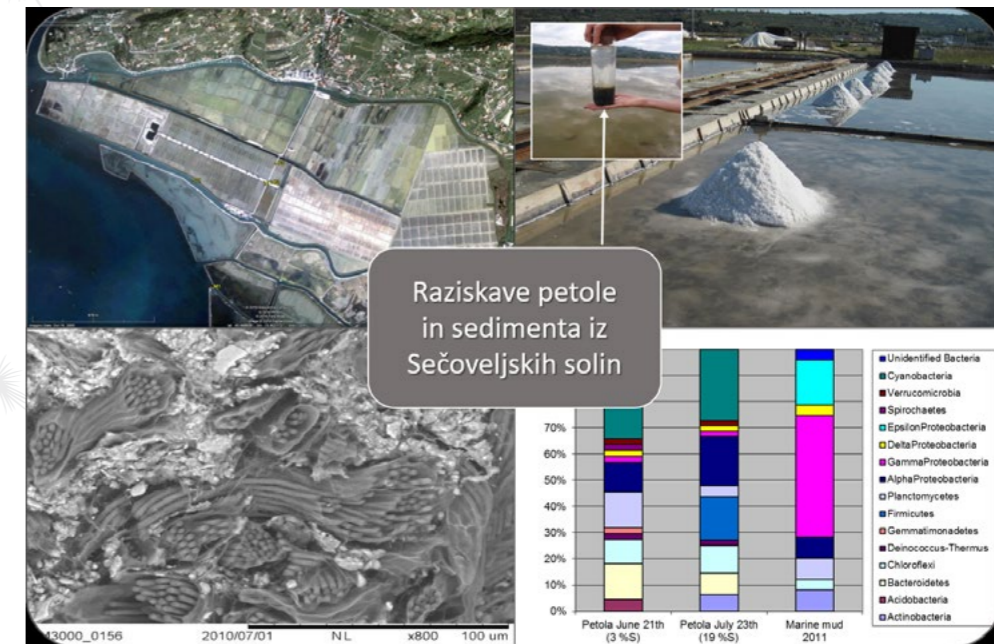 Raziskave petole
in sedimenta iz
Sečoveljskih solin
M3000_0156 2010/07/01 NL x800 100 um
70%
60%
50%
40%
30%
20%
10%
0%
Petola June 21th
(3 %S)
Petola July 23th
(19 %S)
Marine mud
2011
Unidentified Bacteria
Cyanobacteria
Verrucomicrobia
Spirochaetes
EpsilonProteobacteria
DeltaProteobacteria
GammaProteobacteria
AlphaProteobacteria
Planctomycetes
Firmicutes
Gemmatimonadetes
Deinococcus-Thermus
Chloroflexi
Bacteroidetes
Acidobacteria
Actinobacteria